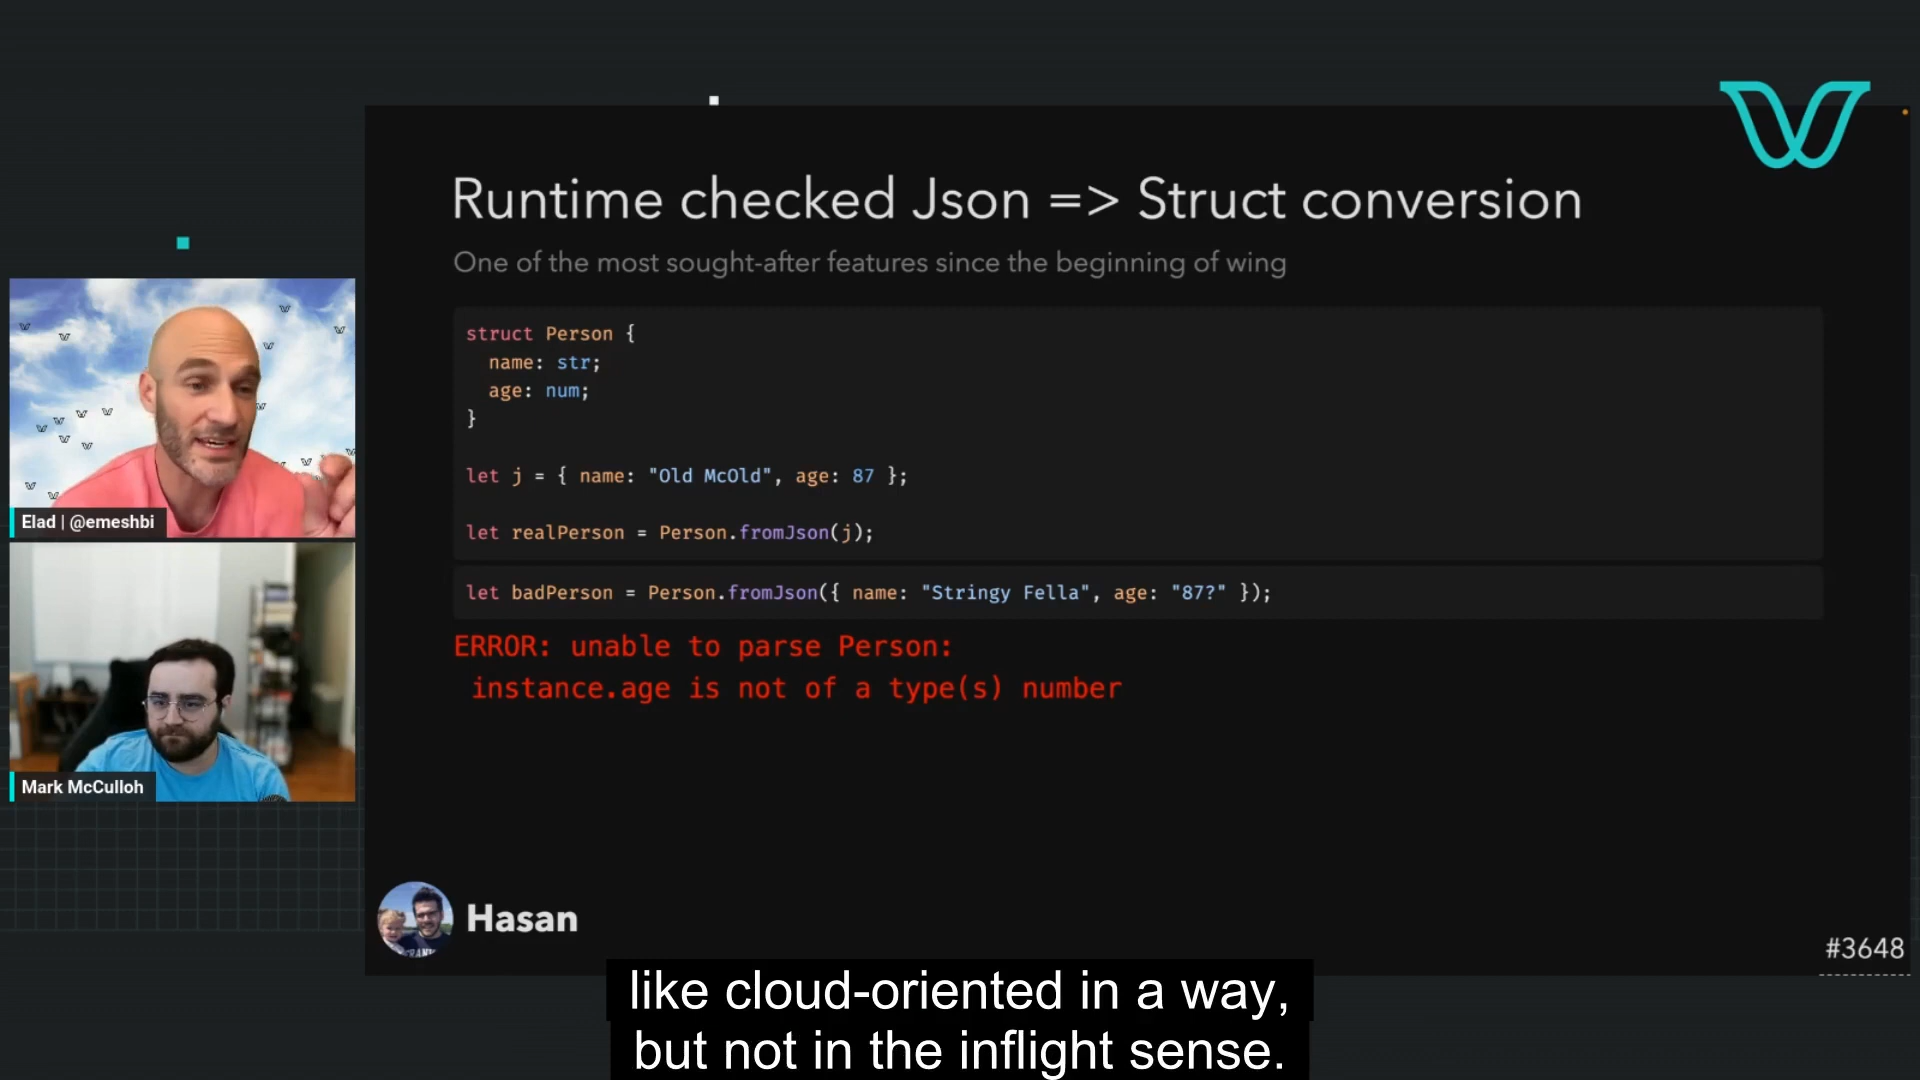 Runtime checked Json => Struct conversion
One of the most sought-after features since the beginning of wing
struct Person {
name: str;
age: num;
}
let j = { name: "Old McOld", age: 87 };
let realPerson = Person.fromJson(j);
let badPerson = Person.fromJson({ name: "Stringy Fella", age: "87?" });
ERROR: unable to parse Person:
instance.age is not of a type(s) number
Elad | @emeshbi
Mark McCulloh
Hasan
#3648
like cloud-oriented in a way,
but not in the inflight sense.